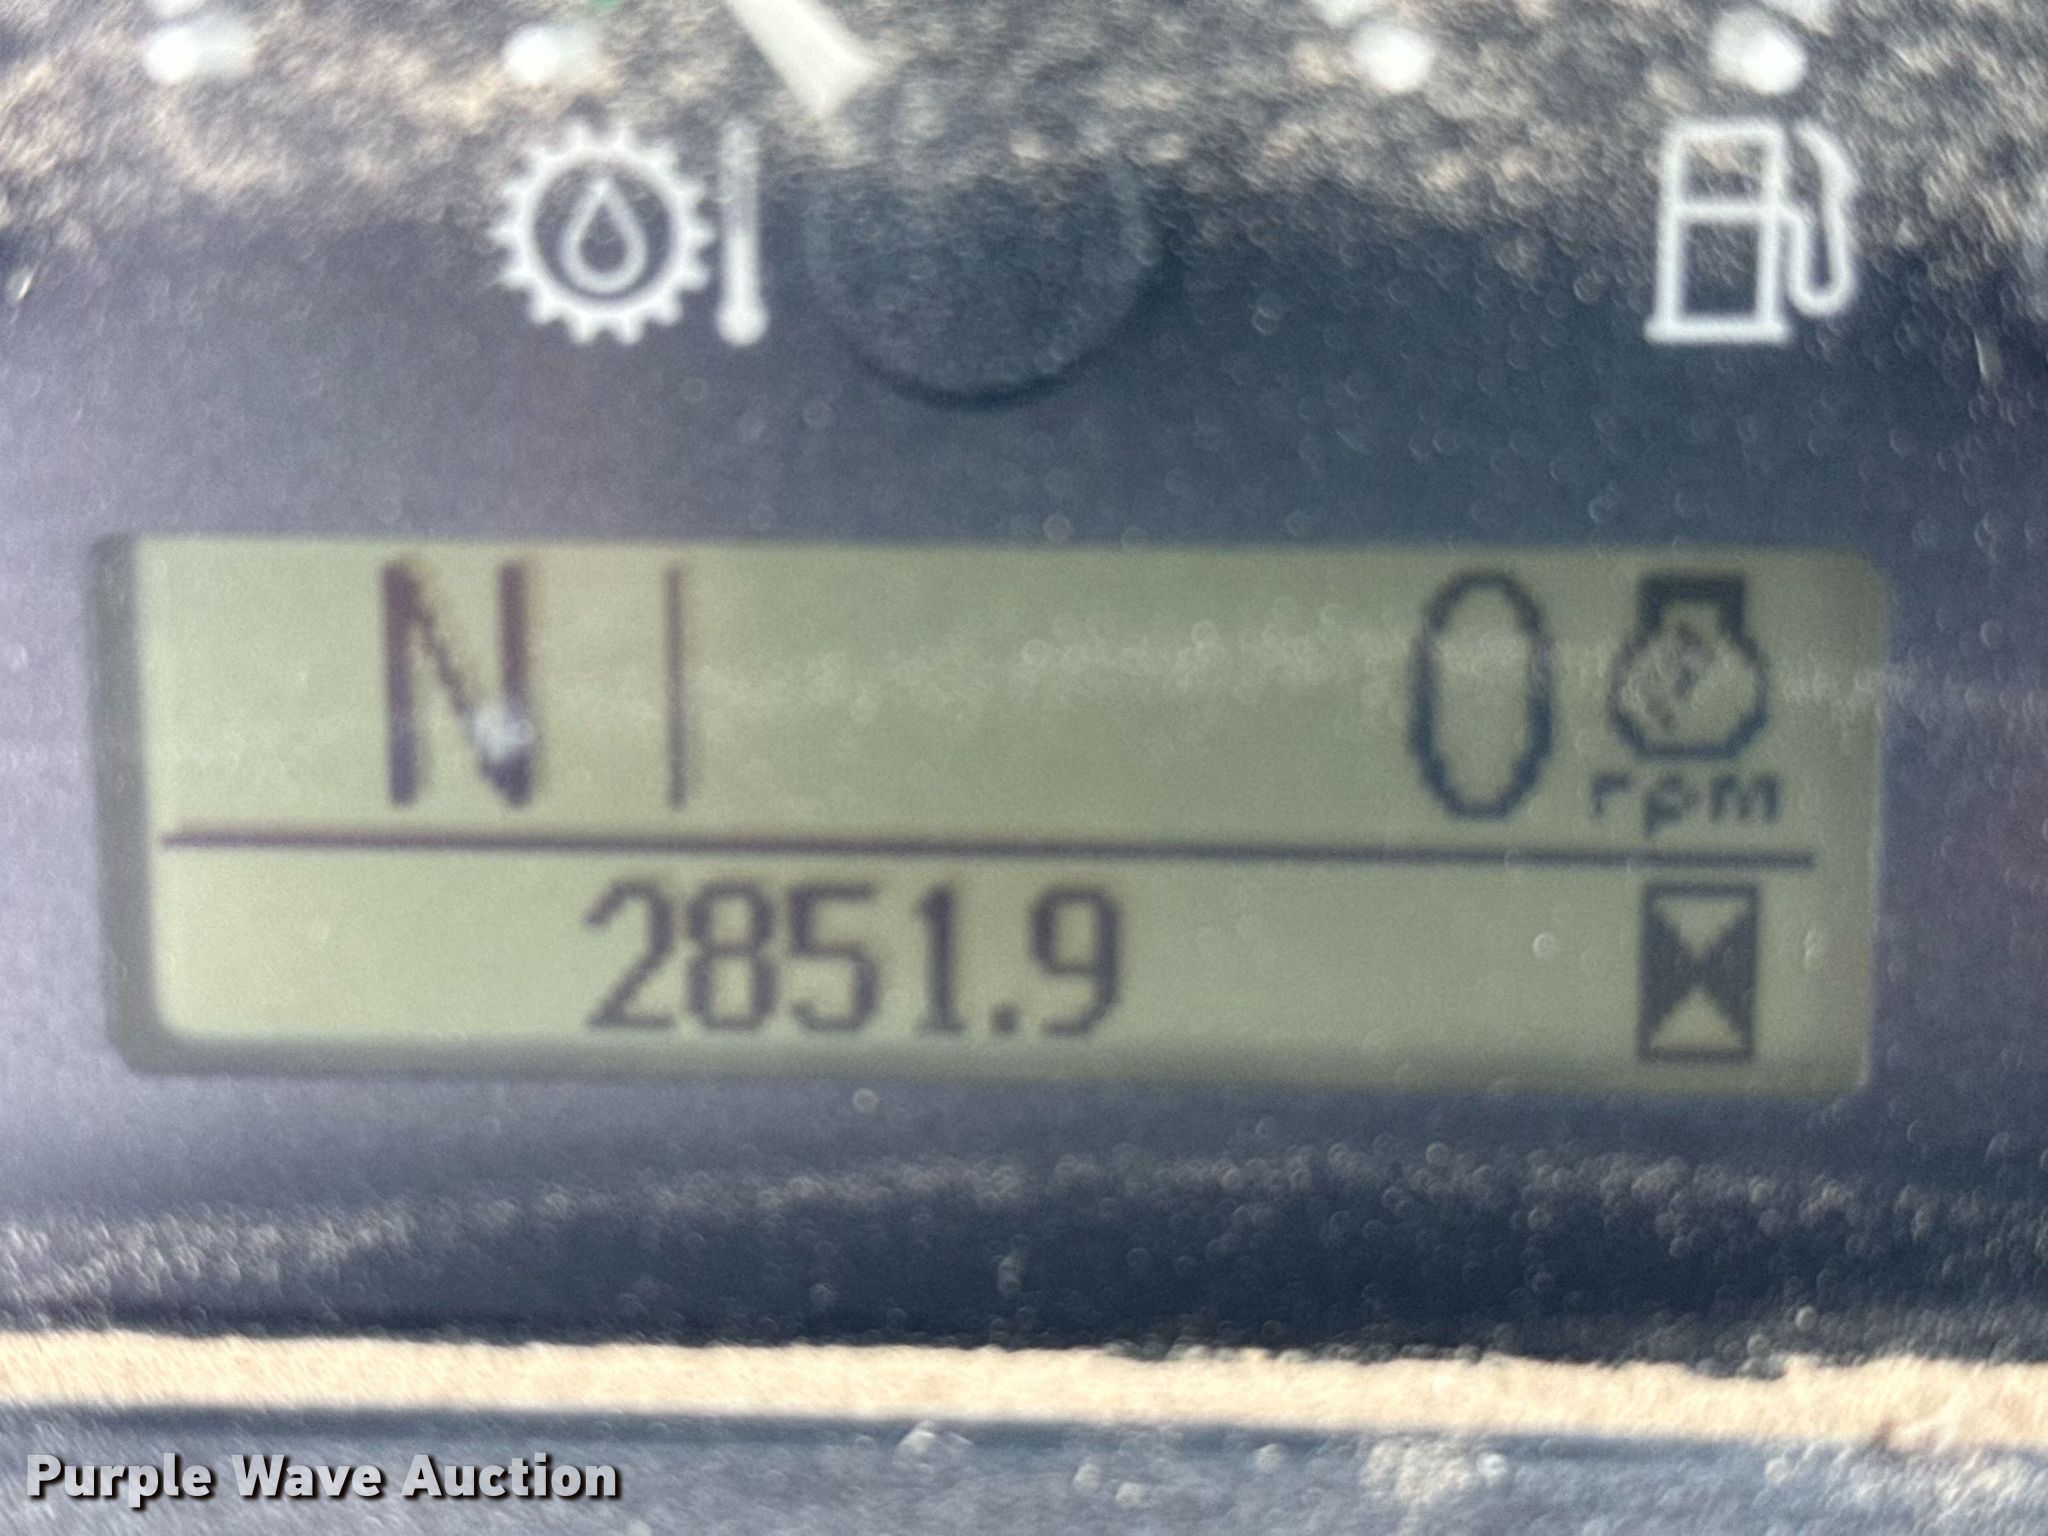 N 0
rpm
2851.9
Purple Wave Auction